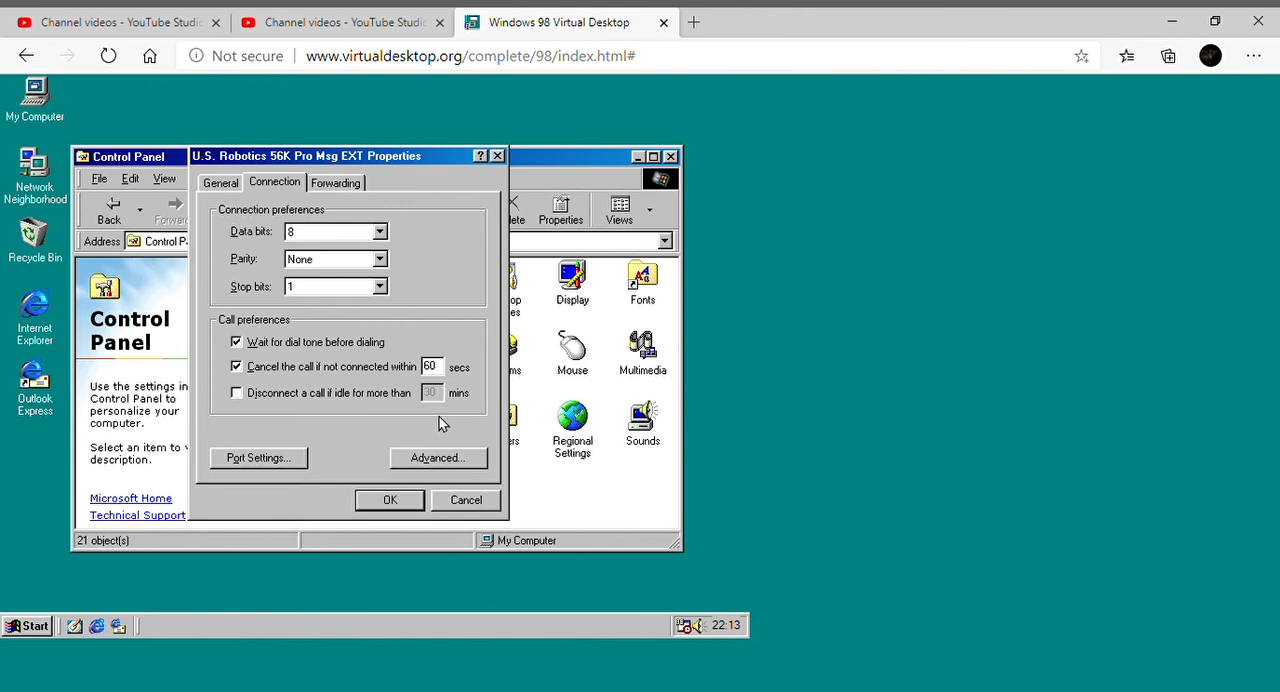 Channel videos - YouTube Studio
Channel videos - YouTube Studio
Windows 98 Virtual Desktop
Not secure
www.virtualdesktop.org/complete/98/index.html#
My Computer
Network
Neighborhood
Recycle Bin
Internet
Explorer
Outlook
Express
Control Panel
File Edit View
Back
Forward
Address Control P
Control
Panel
Use the settings in
Control Panel to
personalize your
computer.
Select an item to v
description.
Microsoft Home
Technical Support
21 object(s)
My Computer
U.S. Robotics 56K Pro Msg EXT Properties
General Connection Forwarding
Connection preferences
Data bits: 8
Parity: None
Stop bits: 1
Call preferences
Wait for dial tone before dialing
Cancel the call if not connected within 60 secs
Disconnect a call if idle for more than 30 mins
Port Settings... Advanced...
OK Cancel
lete Properties Views
Display
Fonts
Mouse
Multimedia
Regional
Settings
Sounds
Start
22:13